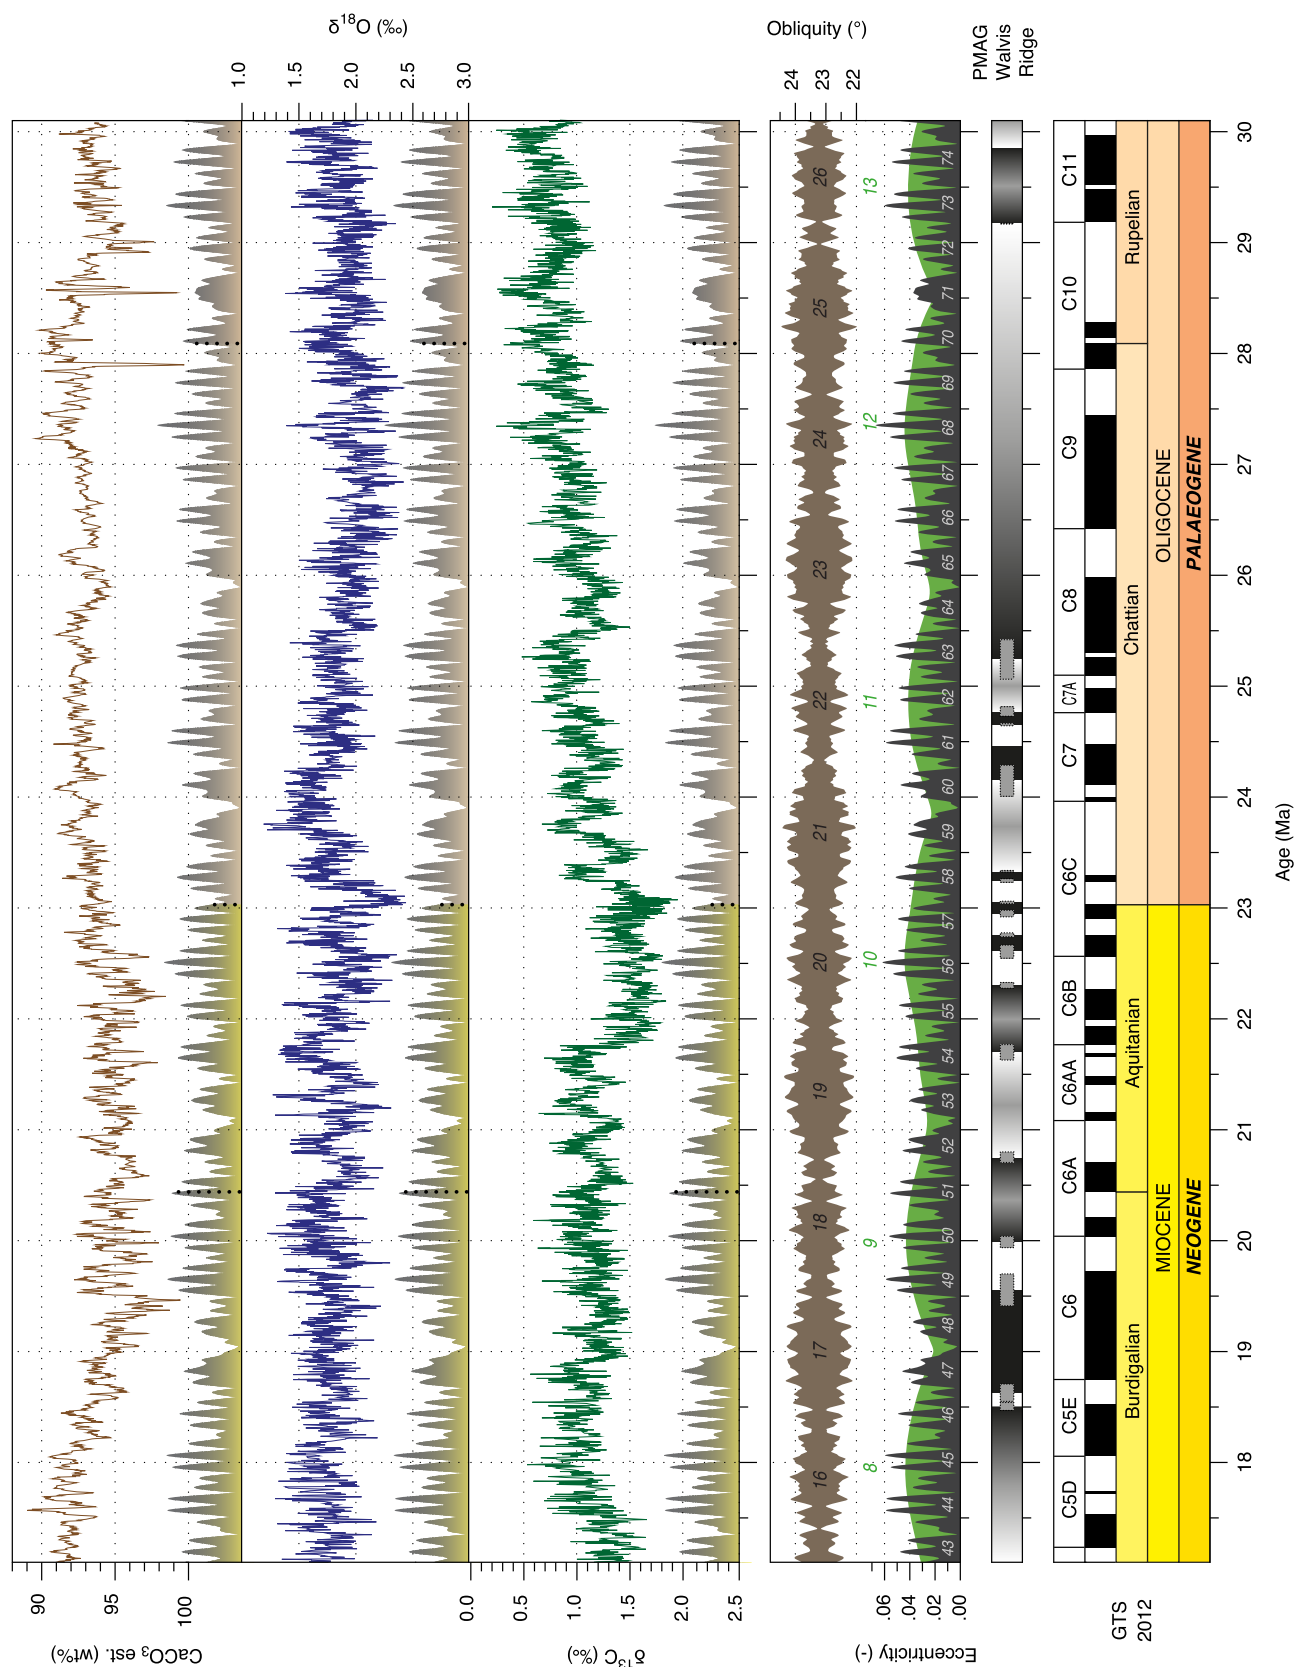 δ18O (‰)
1.0
1.5
2.0
2.5
3.0
Obliquity (°)
24
23
22
PMAG
Walvis
Ridge
90
95
100
CaCO3 est. (wt%)
0.0
0.5
1.0
1.5
2.0
2.5
δ13C (‰)
.06
.04
.02
.00
Eccentricity (-)
16
17
18
19
20
21
22
23
24
25
26
8
9
10
11
12
13
43
44
45
46
47
48
49
50
51
52
53
54
55
56
57
58
59
60
61
62
63
64
65
66
67
68
69
70
71
72
73
74
GTS
2012
C5D
C5E
C6
C6A
C6AA
C6B
C6C
C7
C7A
C8
C9
C10
C11
Burdigalian
Aquitanian
Chattian
Rupelian
MIOCENE
OLIGOCENE
NEOGENE
PALAEOGENE
18
19
20
21
22
23
24
25
26
27
28
29
30
Age (Ma)